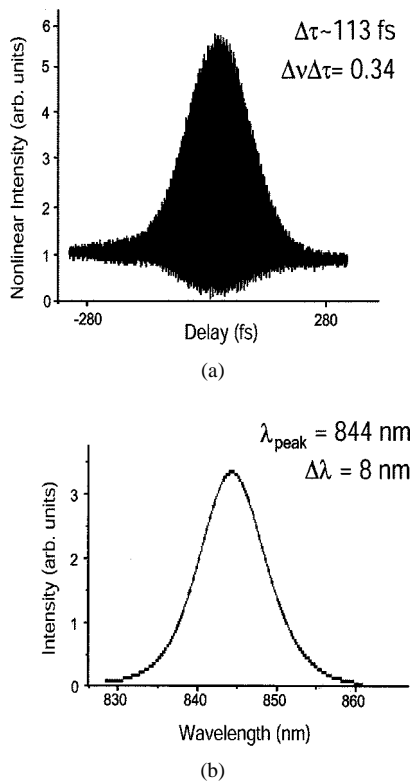 Δτ~113 fs
ΔνΔτ= 0.34
Nonlinear Intensity (arb. units)
6
5
4
3
2
1
0
-280
280
Delay (fs)
(a)
λpeak = 844 nm
Δλ = 8 nm
Intensity (arb. units)
3
2
1
0
830
840
850
860
Wavelength (nm)
(b)